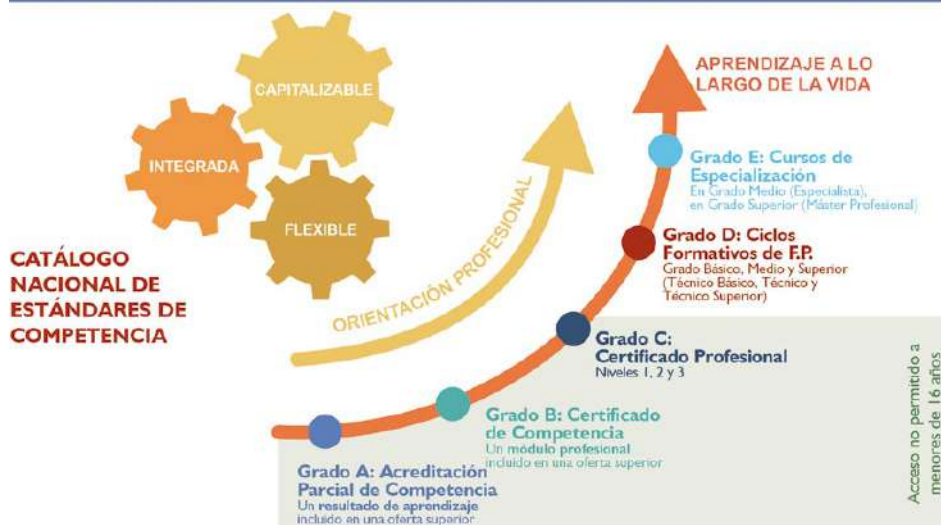 CAPITALIZABLE
INTEGRADA
FLEXIBLE
CATÁLOGO
NACIONAL DE
ESTÁNDARES DE
COMPETENCIA
ORIENTACIÓN PROFESIONAL
APRENDIZAJE A LO
LARGO DE LA VIDA
Grado E: Cursos de
Especialización
En Grado Medio (Especialista),
en Grado Superior (Máster Profesional)
Grado D: Ciclos
Formativos de F.P.
Grado Básico, Medio y Superior
(Técnico Básico, Técnico y
Técnico Superior)
Grado C:
Certificado Profesional
Niveles 1, 2 y 3
Grado B: Certificado
de Competencia
Un módulo profesional
incluido en una oferta superior
Grado A: Acreditación
Parcial de Competencia
Un resultado de aprendizaje
incluido en una oferta superior
Acceso no permitido a
menores de 16 años